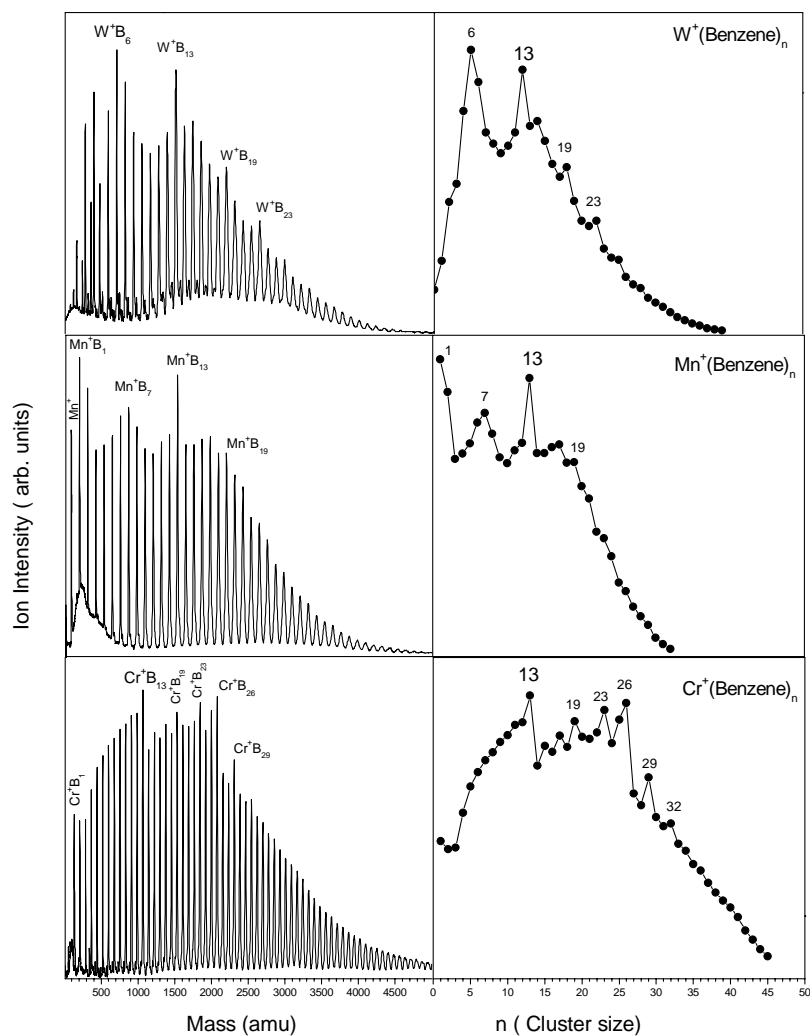 W⁺B₆
W⁺B₁₃
W⁺B₁₉
W⁺B₂₃
6
13
19
23
W⁺(Benzene)ₙ
Mn⁺
Mn⁺B₁
Mn⁺B₇
Mn⁺B₁₃
Mn⁺B₁₉
1
7
13
19
Mn⁺(Benzene)ₙ
Cr⁺B₁
Cr⁺B₁₃
Cr⁺B₁₉
Cr⁺B₂₃
Cr⁺B₂₆
Cr⁺B₂₉
13
19
23
26
29
32
Cr⁺(Benzene)ₙ
Ion Intensity ( arb. units)
500 1000 1500 2000 2500 3000 3500 4000 4500
0 5 10 15 20 25 30 35 40 45 50
Mass (amu)
n ( Cluster size)